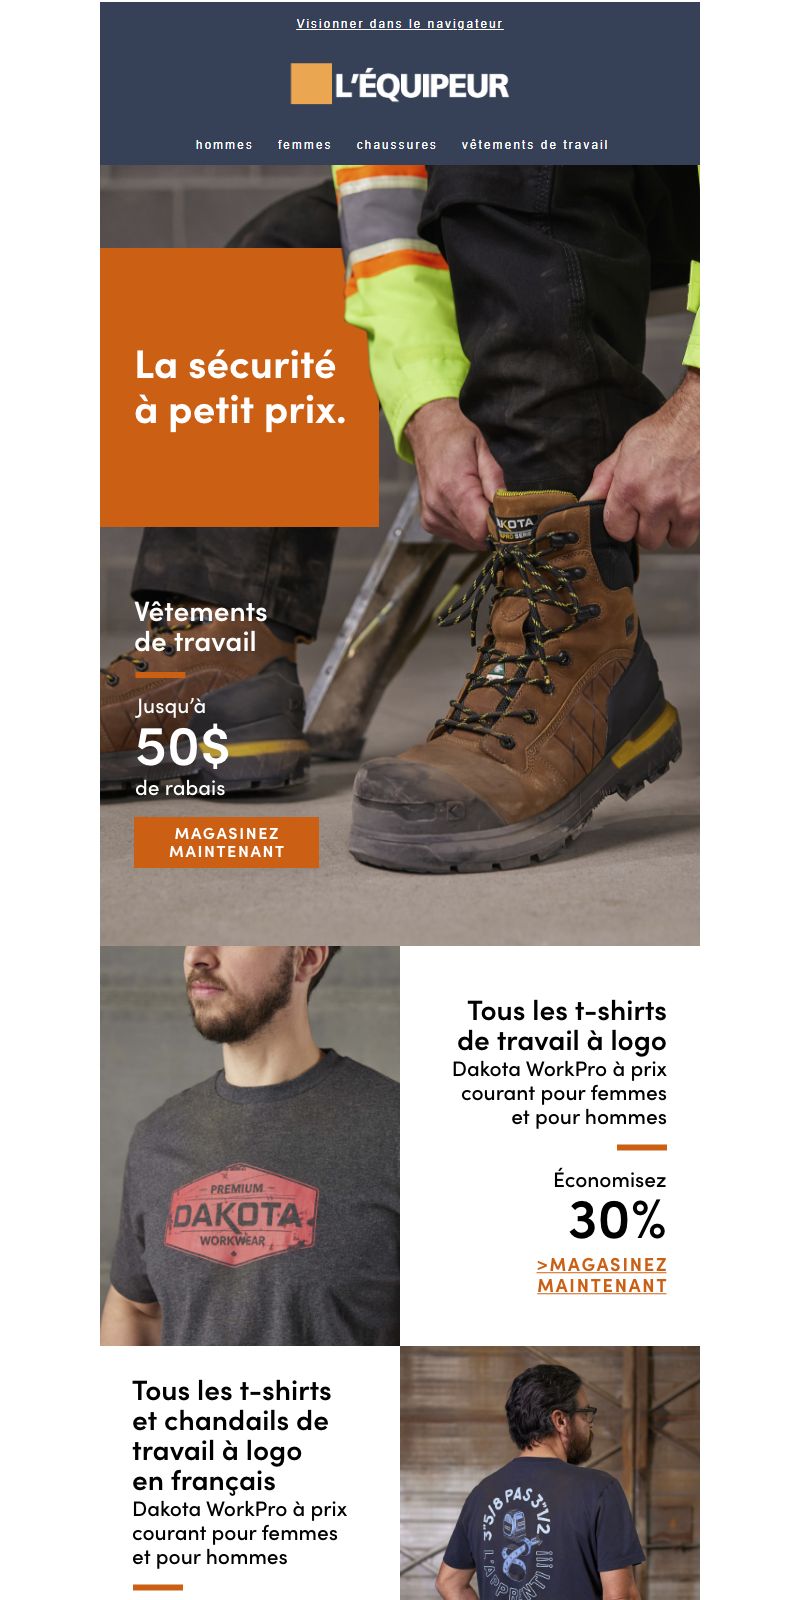 Visionner dans le navigateur
L'ÉQUIPEUR
hommes femmes chaussures vêtements de travail
La sécurité
à petit prix.
AKOTA
Vêtements
de travail
Jusqu'à
50$
de rabais
MAGASINEZ
MAINTENANT
Tous les t-shirts
de travail à logo
Dakota WorkPro à prix
courant pour femmes
et pour hommes
Économisez
30%
>MAGASINEZ
MAINTENANT
PREMIUM
DAKOTA
WORKWEAR
Tous les t-shirts
et chandails de
travail à logo
en français
Dakota WorkPro à prix
courant pour femmes
et pour hommes
3"5/8 PAS 3"1/2
L'APPRENTI !!!